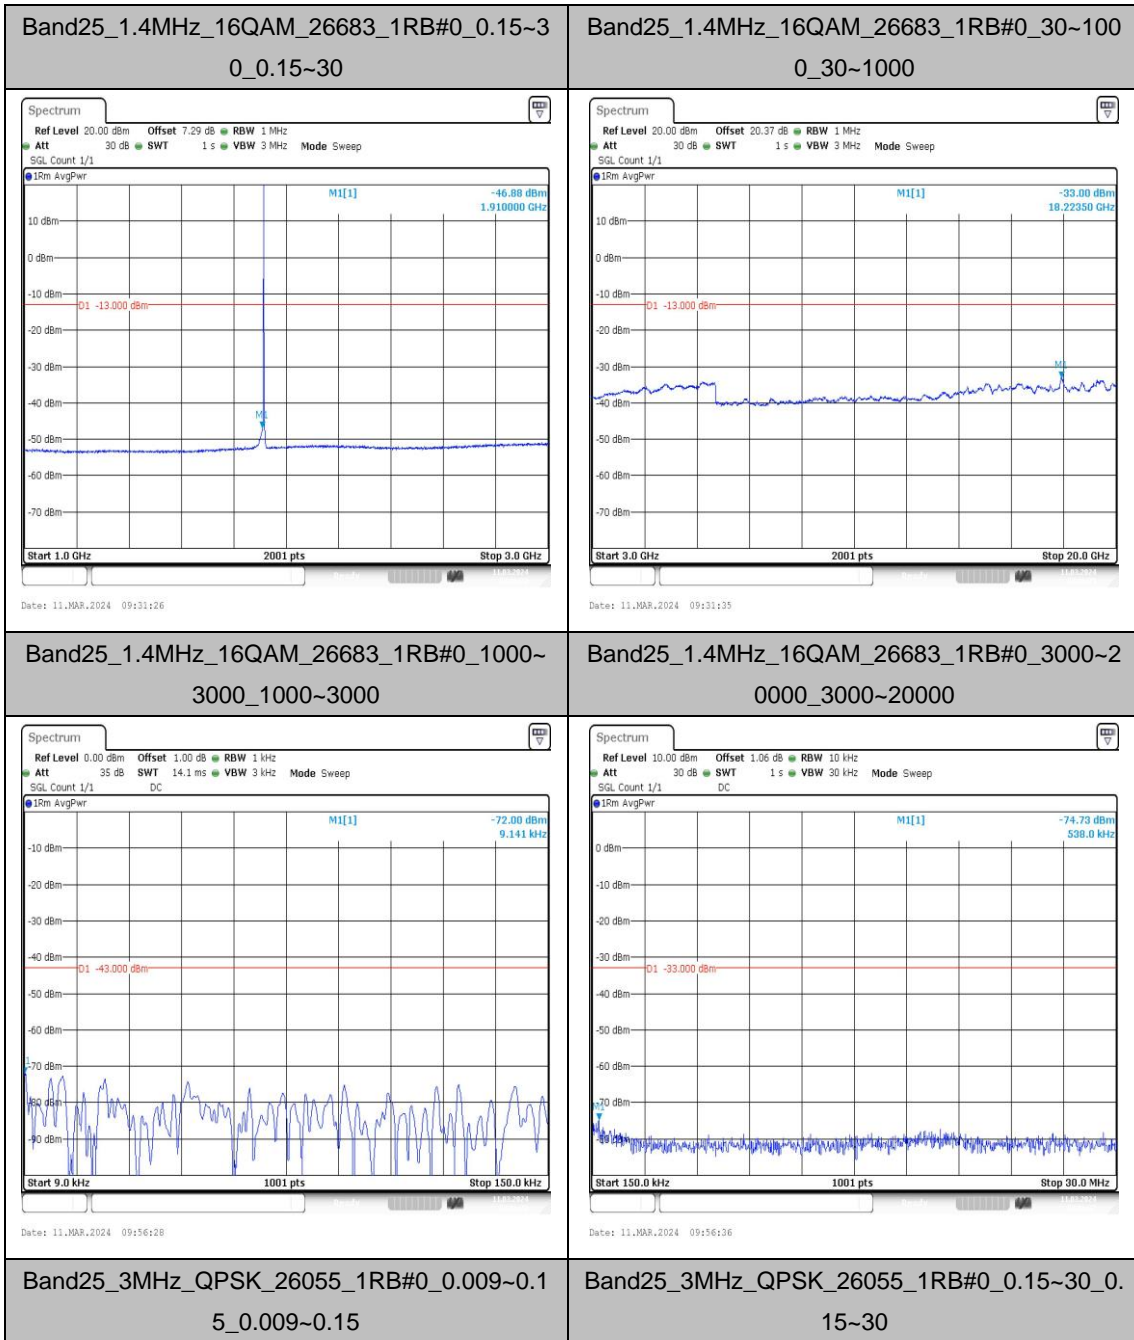 Band25_1.4MHz_16QAM_26683_1RB#0_0.15~3
0_0.15~30
Band25_1.4MHz_16QAM_26683_1RB#0_30~100
0_30~1000
Spectrum
Ref Level 20.00 dBm Offset 7.29 dB RBW 1 MHz
Att 30 dB SWT 1 s VBW 3 MHz Mode Sweep
SGL Count 1/1
1Rm AvgPwr
M1[1] -46.88 dBm
1.910000 GHz
10 dBm
0 dBm
-10 dBm
D1 -13.000 dBm
-20 dBm
-30 dBm
-40 dBm
M1
-50 dBm
-60 dBm
-70 dBm
Start 1.0 GHz 2001 pts Stop 3.0 GHz
Date: 11.MAR.2024 09:31:26
Spectrum
Ref Level 20.00 dBm Offset 20.37 dB RBW 1 MHz
Att 30 dB SWT 1 s VBW 3 MHz Mode Sweep
SGL Count 1/1
1Rm AvgPwr
M1[1] -33.00 dBm
18.22350 GHz
10 dBm
0 dBm
-10 dBm
D1 -13.000 dBm
-20 dBm
-30 dBm
M1
-40 dBm
-50 dBm
-60 dBm
-70 dBm
Start 3.0 GHz 2001 pts Stop 20.0 GHz
Date: 11.MAR.2024 09:31:35
Band25_1.4MHz_16QAM_26683_1RB#0_1000~
3000_1000~3000
Band25_1.4MHz_16QAM_26683_1RB#0_3000~2
0000_3000~20000
Spectrum
Ref Level 0.00 dBm Offset 1.00 dB RBW 1 kHz
Att 35 dB SWT 14.1 ms VBW 3 kHz Mode Sweep
SGL Count 1/1 DC
1Rm AvgPwr
M1[1] -72.00 dBm
9.141 kHz
-10 dBm
-20 dBm
-30 dBm
-40 dBm
D1 -43.000 dBm
-50 dBm
-60 dBm
-70 dBm
-80 dBm
-90 dBm
Start 9.0 kHz 1001 pts Stop 150.0 kHz
Date: 11.MAR.2024 09:56:28
Spectrum
Ref Level 10.00 dBm Offset 1.06 dB RBW 10 kHz
Att 30 dB SWT 1 s VBW 30 kHz Mode Sweep
SGL Count 1/1 DC
1Rm AvgPwr
M1[1] -74.73 dBm
538.0 kHz
0 dBm
-10 dBm
-20 dBm
-30 dBm
D1 -33.000 dBm
-40 dBm
-50 dBm
-60 dBm
-70 dBm
M1
Start 150.0 kHz 1001 pts Stop 30.0 MHz
Date: 11.MAR.2024 09:56:36
Band25_3MHz_QPSK_26055_1RB#0_0.009~0.1
5_0.009~0.15
Band25_3MHz_QPSK_26055_1RB#0_0.15~30_0.
15~30